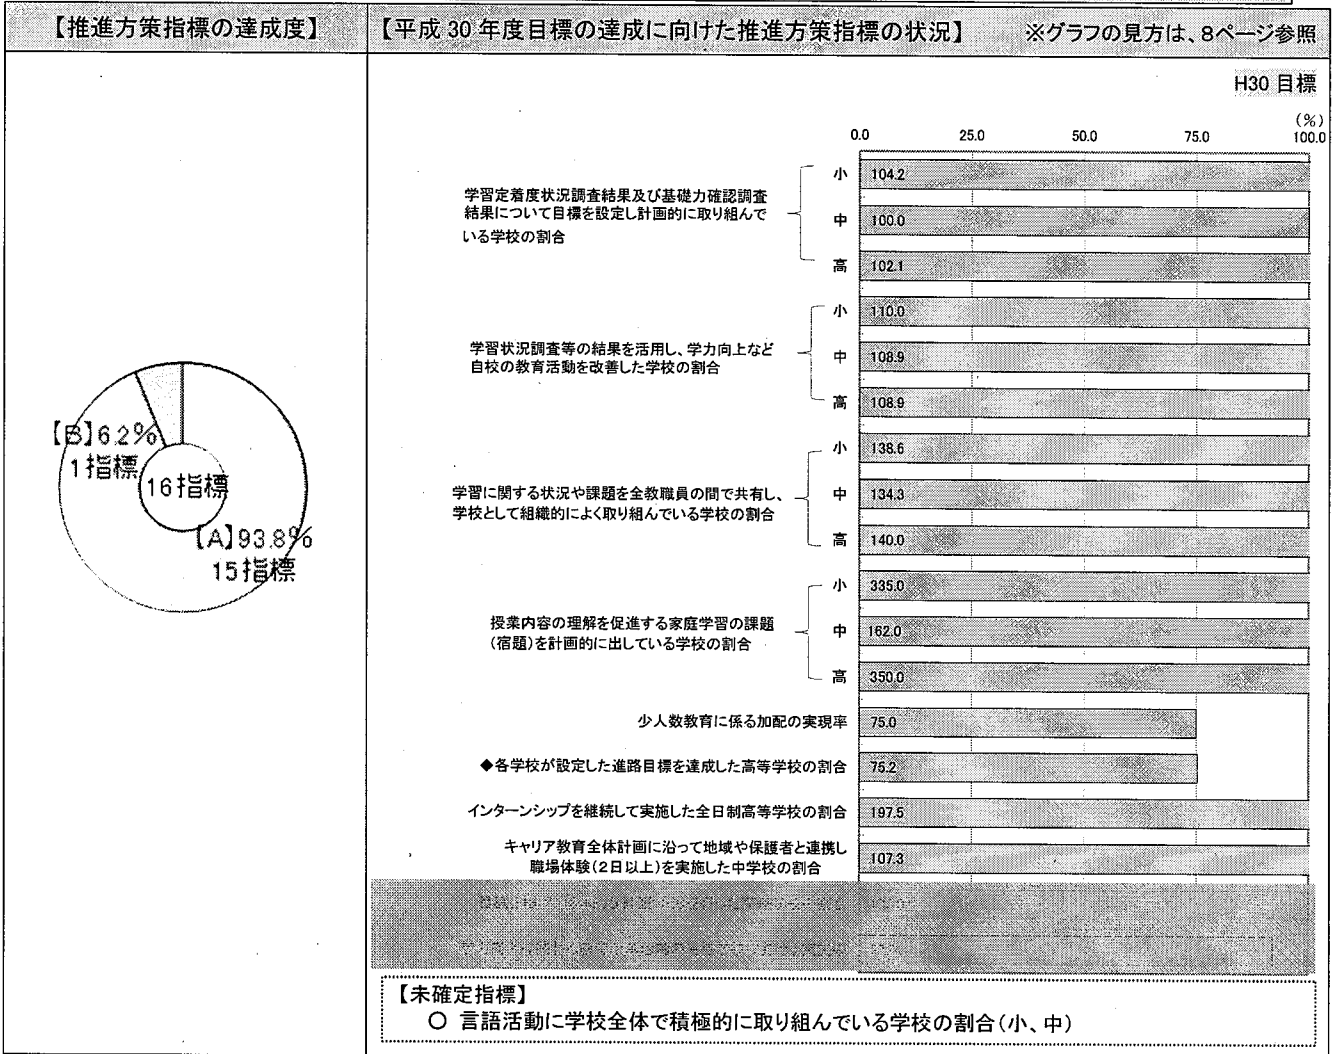 【推進方策指標の達成度】
【平成30年度目標の達成に向けた推進方策指標の状況】 ※グラフの見方は、8ページ参照
【B】6.2%
1指標
16指標
【A】93.8%
15指標
H30目標
(%)
0.0 25.0 50.0 75.0 100.0
学習定着度状況調査結果及び基礎力確認調査
結果について目標を設定し計画的に取り組んで
いる学校の割合
小 104.2
中 100.0
高 102.1
学習状況調査等の結果を活用し、学力向上など
自校の教育活動を改善した学校の割合
小 110.0
中 108.9
高 108.9
学習に関する状況や課題を全教職員の間で共有し、
学校として組織的によく取り組んでいる学校の割合
小 138.6
中 134.3
高 140.0
授業内容の理解を促進する家庭学習の課題
(宿題)を計画的に出している学校の割合
小 335.0
中 162.0
高 350.0
少人数教育に係る加配の実現率 75.0
◆各学校が設定した進路目標を達成した高等学校の割合 75.2
インターンシップを継続して実施した全日制高等学校の割合 197.5
キャリア教育全体計画に沿って地域や保護者と連携し
職場体験(2日以上)を実施した中学校の割合 107.3
【未確定指標】
○ 言語活動に学校全体で積極的に取り組んでいる学校の割合(小、中)